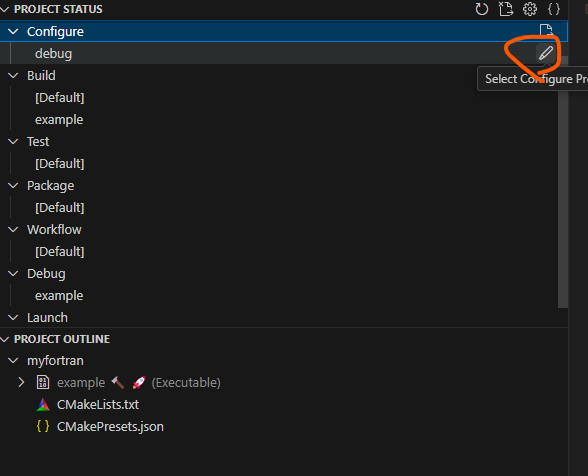 PROJECT STATUS
Configure
debug
Select Configure Pre
Build
[Default]
example
Test
[Default]
Package
[Default]
Workflow
[Default]
Debug
example
Launch
PROJECT OUTLINE
myfortran
example 🔨 🚀 (Executable)
CMakeLists.txt
CMakePresets.json